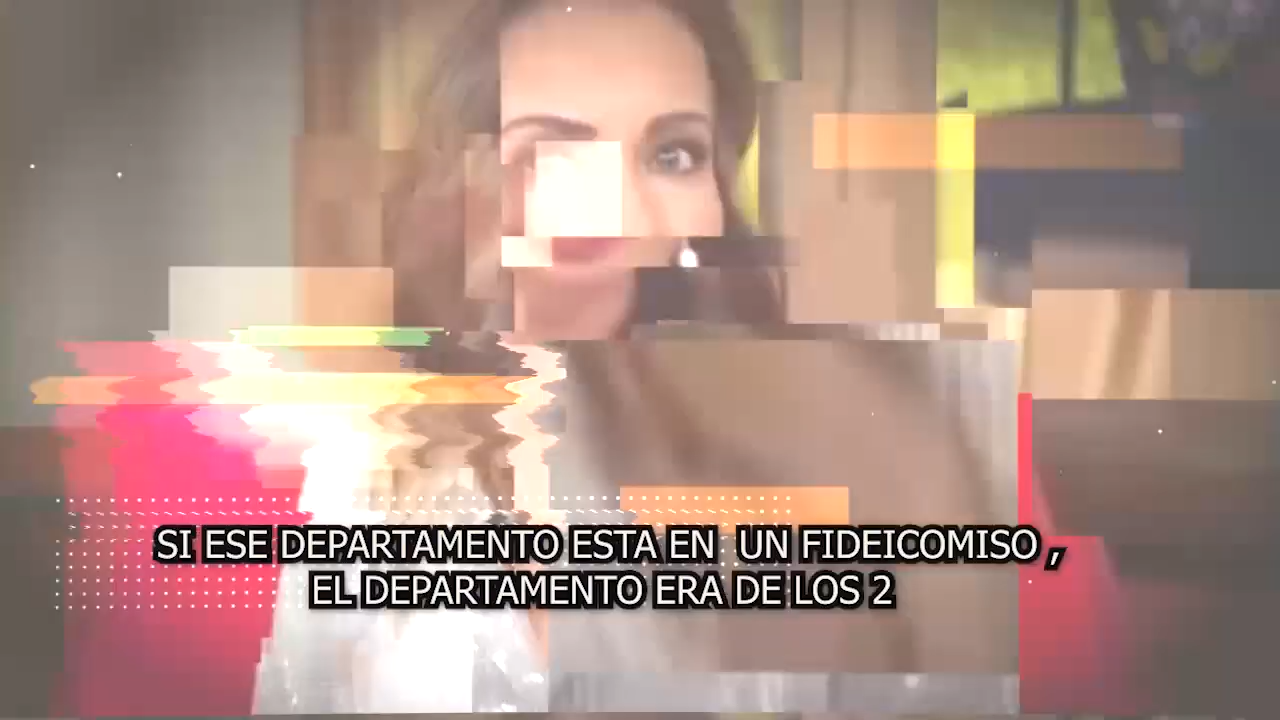 SI ESE DEPARTAMENTO ESTA EN  UN FIDEICOMISO ,
EL DEPARTAMENTO ERA DE LOS 2